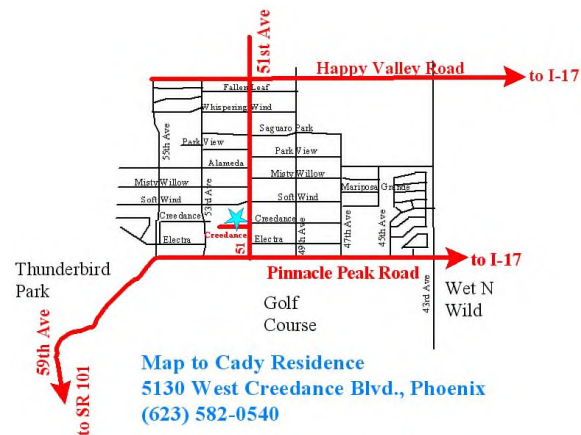 51st Ave
Happy Valley Road
to I-17
Fallen Leaf
Whispering Wind
Saguaro Park
55th Ave
Park View
Park View
Alameda
Misty Willow
Misty Willow
Mariposa Grande
53rd Ave
Soft Wind
Soft Wind
Creedance
Creedance
49th Ave
47th Ave
45th Ave
Creedance
51
Electra
Electra
to I-17
Pinnacle Peak Road
Thunderbird
Park
43rd Ave
Wet N
Wild
Golf
Course
59th Ave
to SR 101
Map to Cady Residence
5130 West Creedance Blvd., Phoenix
(623) 582-0540